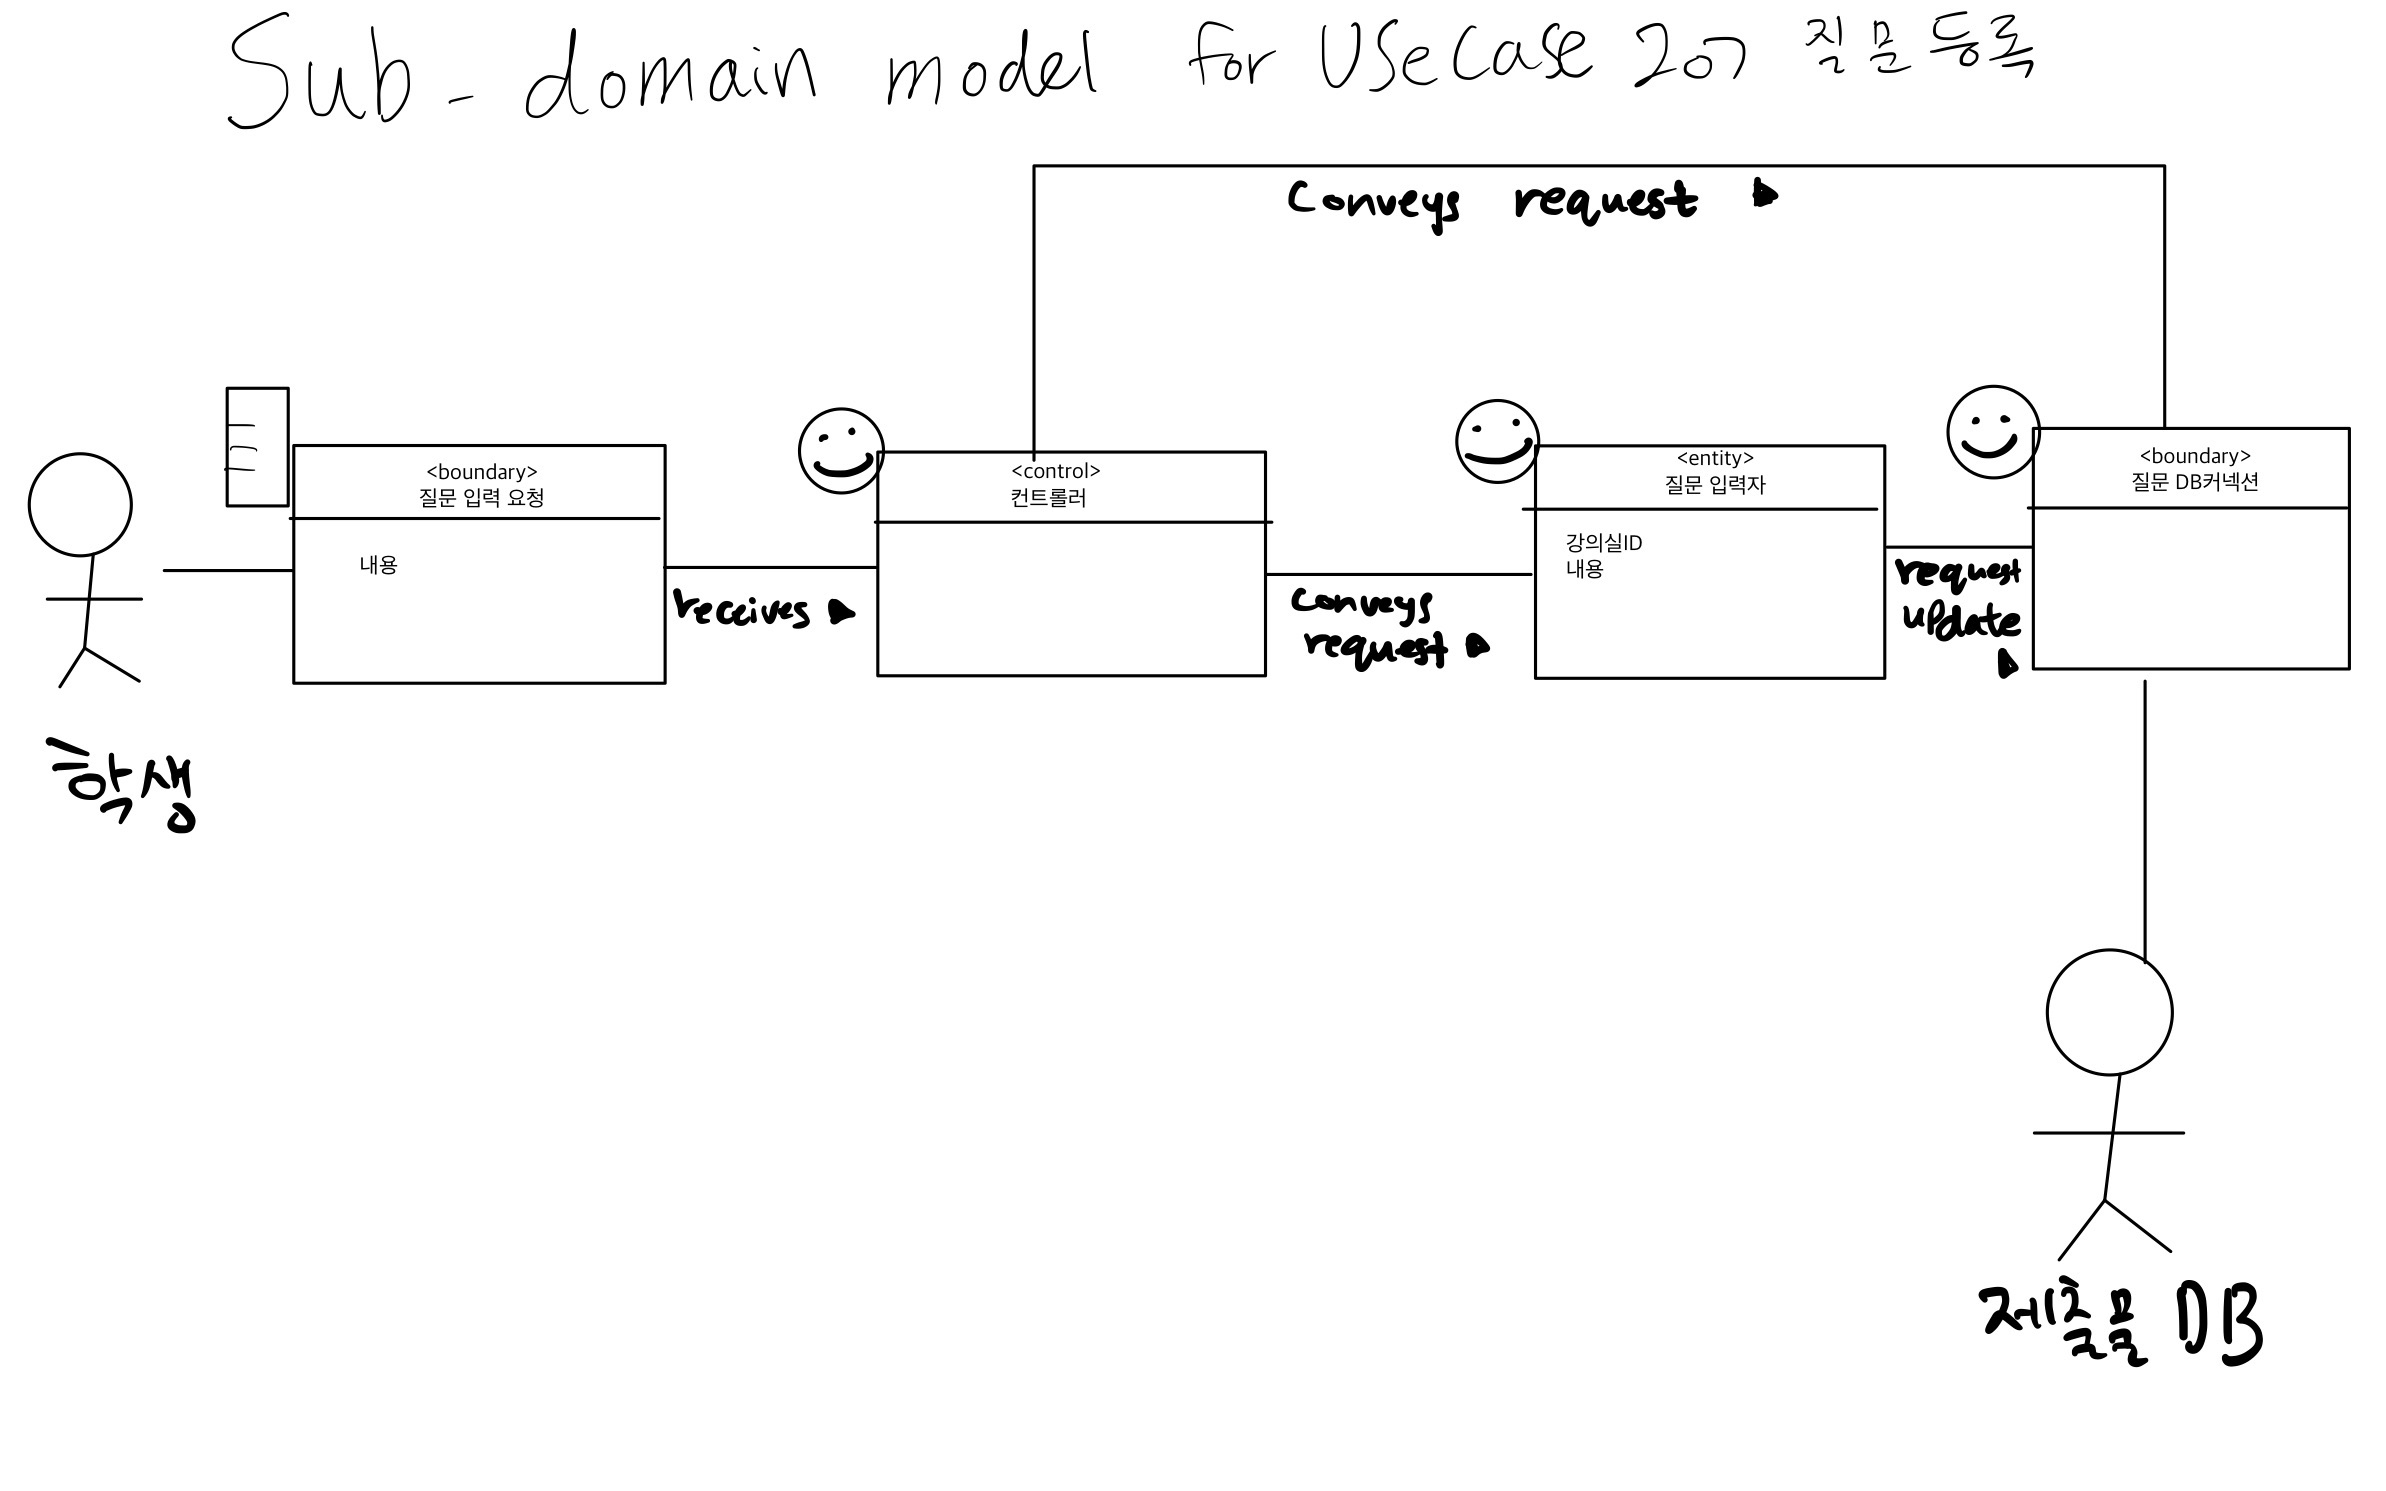 Sub-domain model for Usecase 207 질문등록
Conveys request ▶
<boundary>
질문 입력 요청
내용
receives ▶
<control>
컨트롤러
Conveys
request ▶
<entity>
질문 입력자
강의실ID
내용
request
update
▶
<boundary>
질문 DB커넥션
학생
제출물 DB